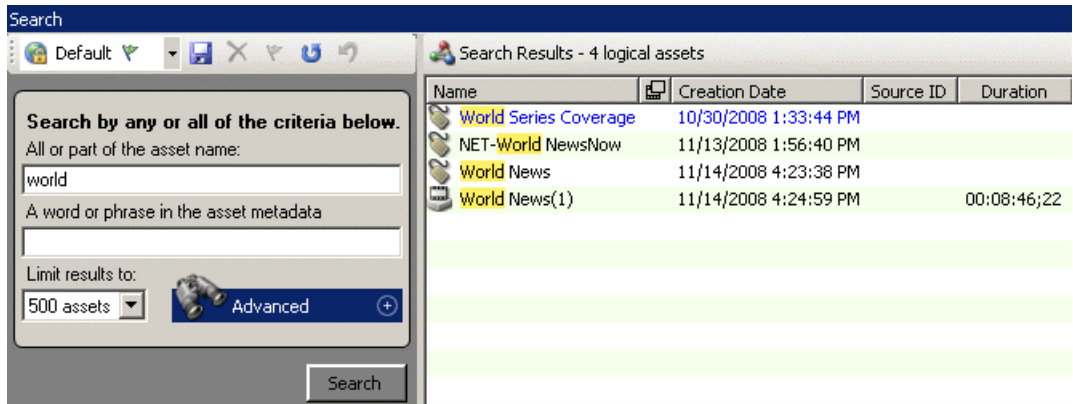 Search
Default
Search by any or all of the criteria below.
All or part of the asset name:
world
A word or phrase in the asset metadata
Limit results to:
500 assets
Advanced
Search
Search Results - 4 logical assets
Name Creation Date Source ID Duration
World Series Coverage 10/30/2008 1:33:44 PM
NET-World NewsNow 11/13/2008 1:56:40 PM
World News 11/14/2008 4:23:38 PM
World News(1) 11/14/2008 4:24:59 PM 00:08:46;22